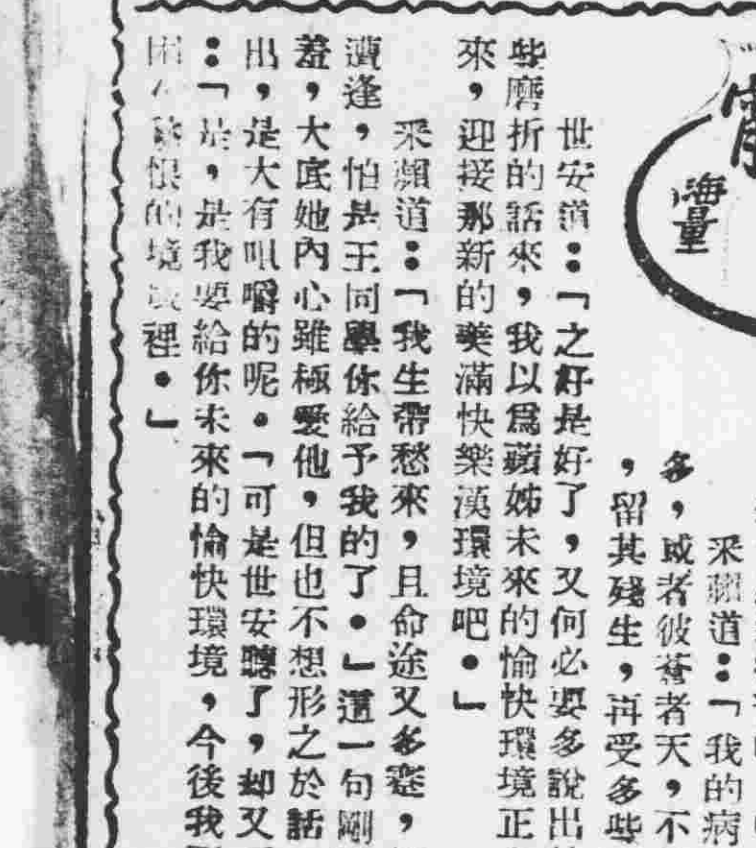 海量
采蘋道：「我的病
多，或者彼蒼者天，不
，留其殘生，再受多些
世安道：「之好是好了，又何必要多說出
些磨折的話來，我以爲蘋姊未來的愉快環境正
來，迎接那新的美滿快樂漢環境吧。」
采蘋道：「我生帶愁來，且命途又多蹇，
遭逢，怕是王同學你給予我的了。」這一句剛
羞，大底她內心雖極愛他，但也不想形之於話
出，是大有咀嚼的呢。「可是世安聽了，却又
：「是，是我要給你未來的愉快環境，今後我
恨的境 裡。」